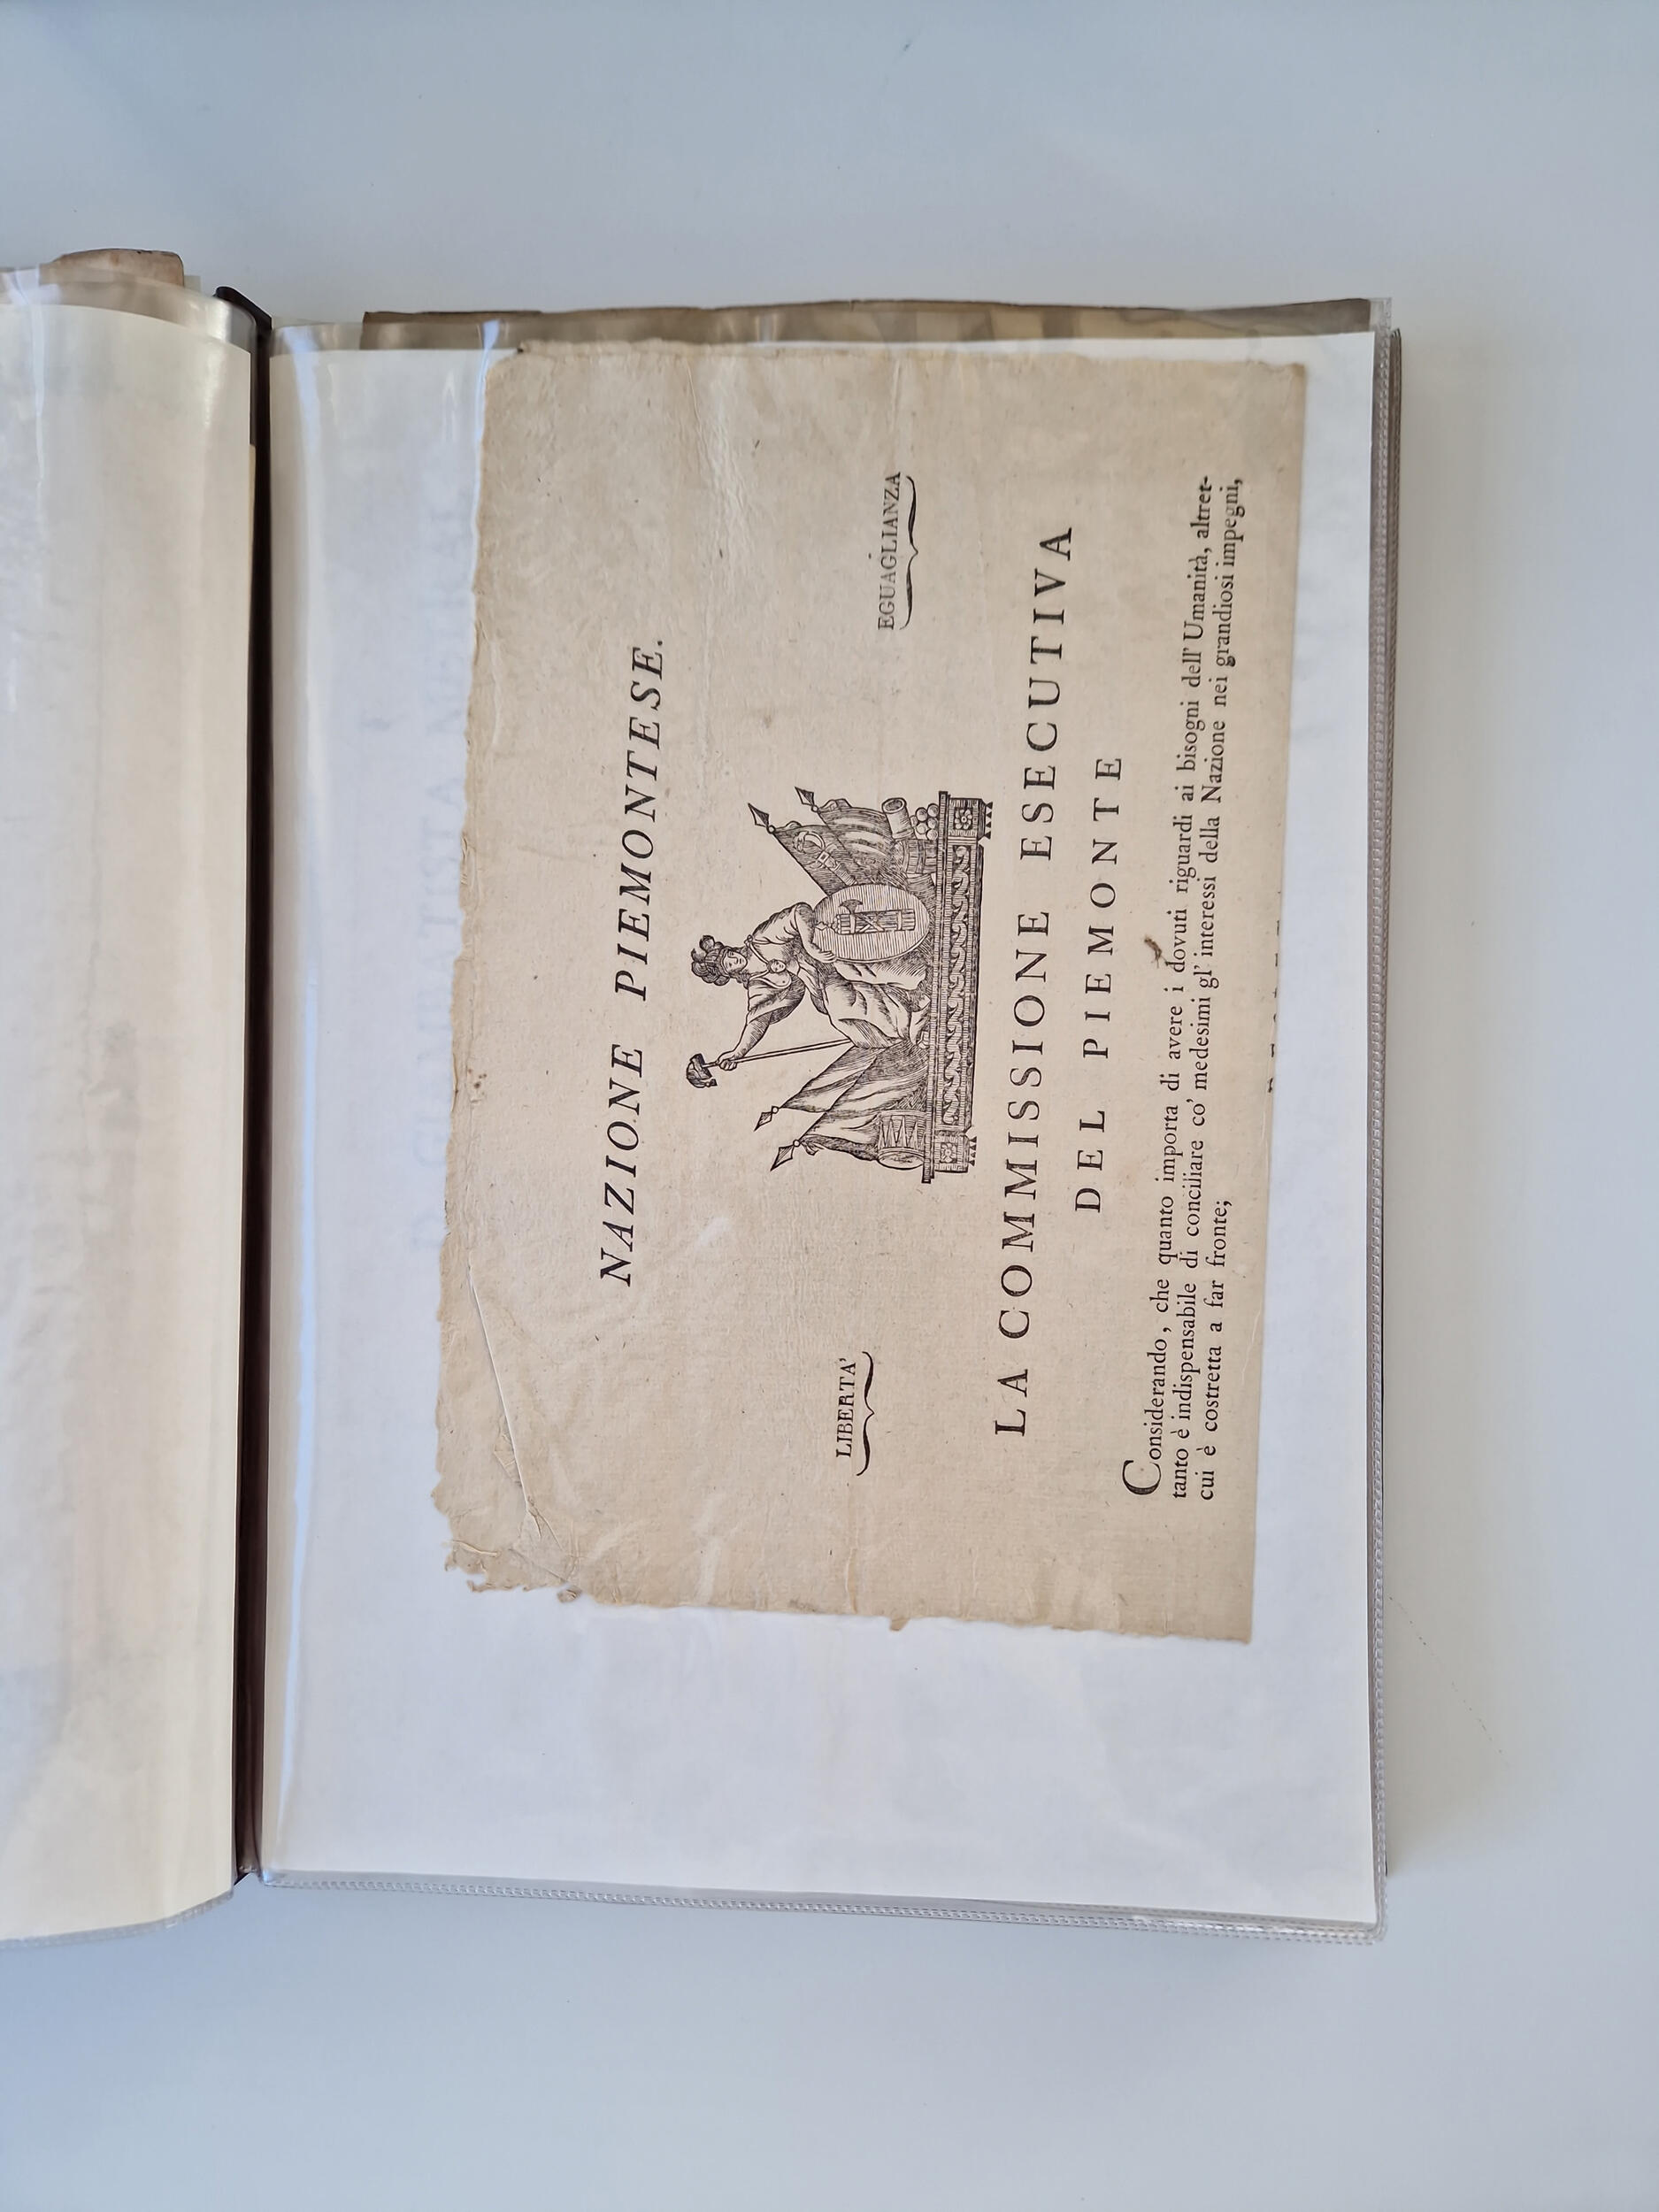 NAZIONE PIEMONTESE.
LIBERTA'
EGUAGLIANZA
LA COMMISSIONE ESECUTIVA
DEL PIEMONTE
Considerando, che quanto importa di avere i dovuti riguardi ai bisogni dell' Umanità, altret-
tanto è indispensabile di conciliare co' medesimi gl' interessi della Nazione nei grandiosi impegni,
cui è costretta a far fronte;